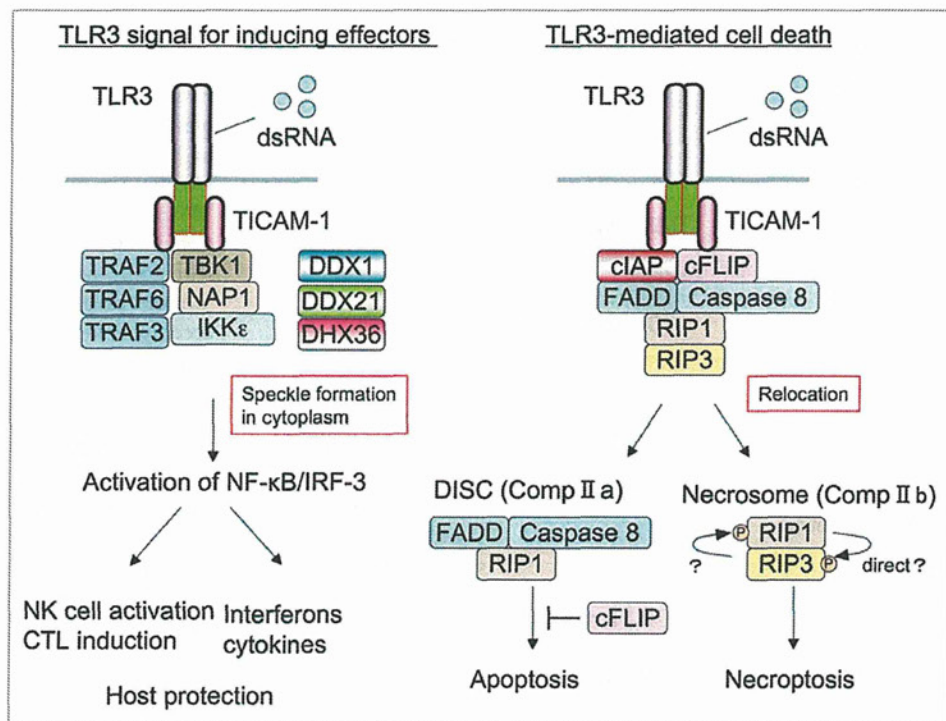 TLR3 signal for inducing effectors
TLR3
dsRNA
TICAM-1
TRAF2
TBK1
DDX1
TRAF6
NAP1
DDX21
TRAF3
IKKε
DHX36
Speckle formation
in cytoplasm
Activation of NF-κB/IRF-3
NK cell activation
CTL induction
Interferons
cytokines
Host protection
TLR3-mediated cell death
TLR3
dsRNA
TICAM-1
cIAP
cFLIP
FADD
Caspase 8
RIP1
RIP3
Relocation
DISC (Comp Ⅱ a)
FADD
Caspase 8
RIP1
cFLIP
Apoptosis
Necrosome (Comp Ⅱ b)
P
RIP1
RIP3
P
?
direct ?
Necroptosis